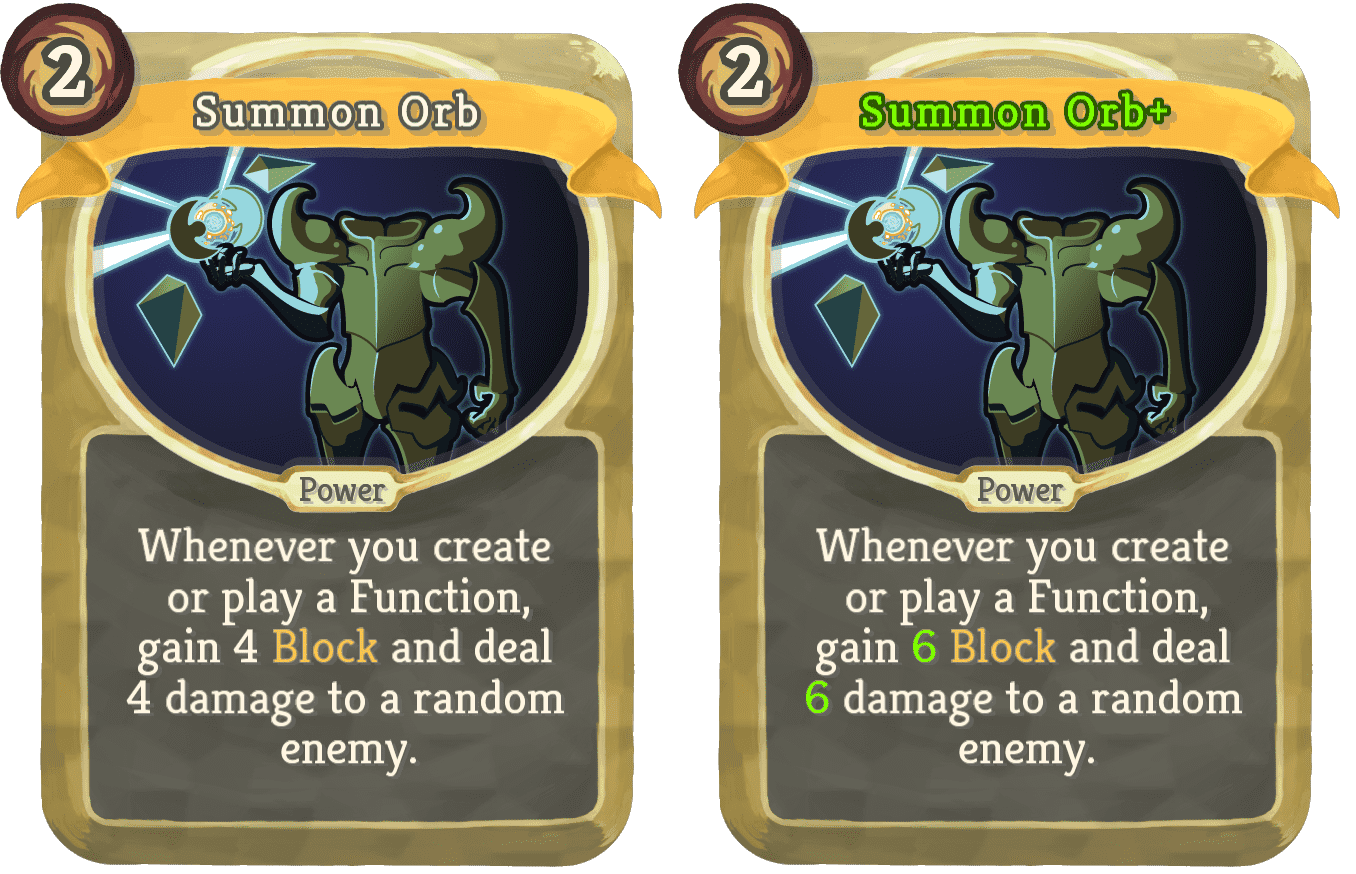 2
Summon Orb
Power
Whenever you create
or play a Function,
gain 4 Block and deal
4 damage to a random
enemy.
2
Summon Orb+
Power
Whenever you create
or play a Function,
gain 6 Block and deal
6 damage to a random
enemy.